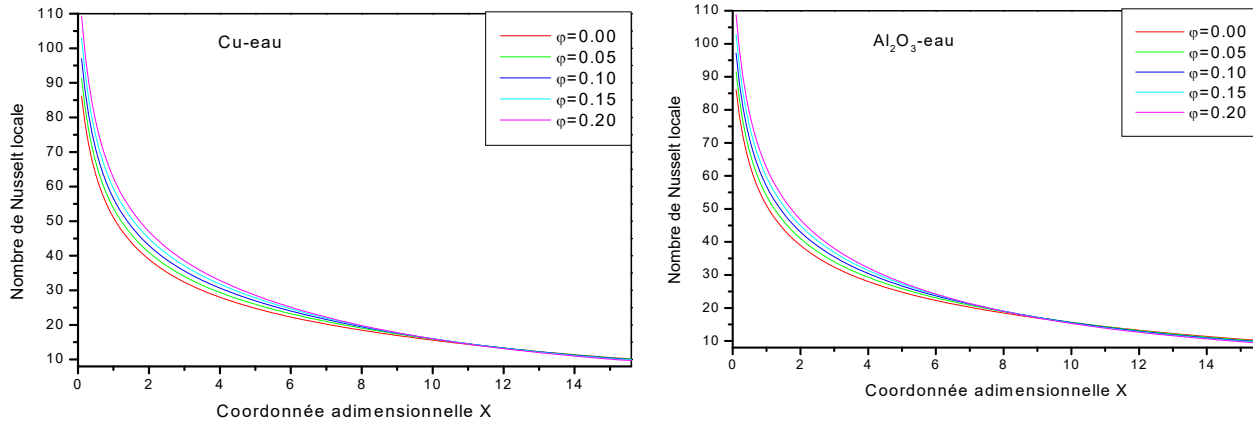 Cu-eau
φ=0.00
φ=0.05
φ=0.10
φ=0.15
φ=0.20
110
100
90
80
70
60
50
40
30
20
10
Nombre de Nusselt locale
0
2
4
6
8
10
12
14
Coordonnée adimensionnelle X
Al₂O₃-eau
φ=0.00
φ=0.05
φ=0.10
φ=0.15
φ=0.20
110
100
90
80
70
60
50
40
30
20
10
Nombre de Nusselt locale
0
2
4
6
8
10
12
14
Coordonnée adimensionnelle X